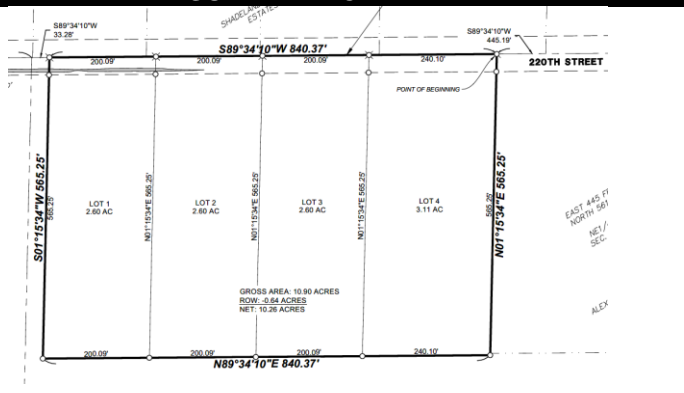 SHADELAN
ESTATE
S89°34'10"W
33.28'
S89°34'10"W 840.37'
S89°34'10"W
445.19'
200.09'
200.09'
200.09'
240.10'
220TH STREET
POINT OF BEGINNING
S01°15'34"W 565.25'
565.25'
N01°15'34"E 565.25'
N01°15'34"E 565.25'
N01°15'34"E 565.25'
565.25'
N01°15'34"E 565.25'
LOT 1
2.60 AC
LOT 2
2.60 AC
LOT 3
2.60 AC
LOT 4
3.11 AC
EAST 445 F
NORTH 561
NE1/
SEC.
ALEX
GROSS AREA: 10.90 ACRES
ROW: -0.64 ACRES
NET: 10.26 ACRES
200.09'
200.09'
200.09'
240.10'
N89°34'10"E 840.37'